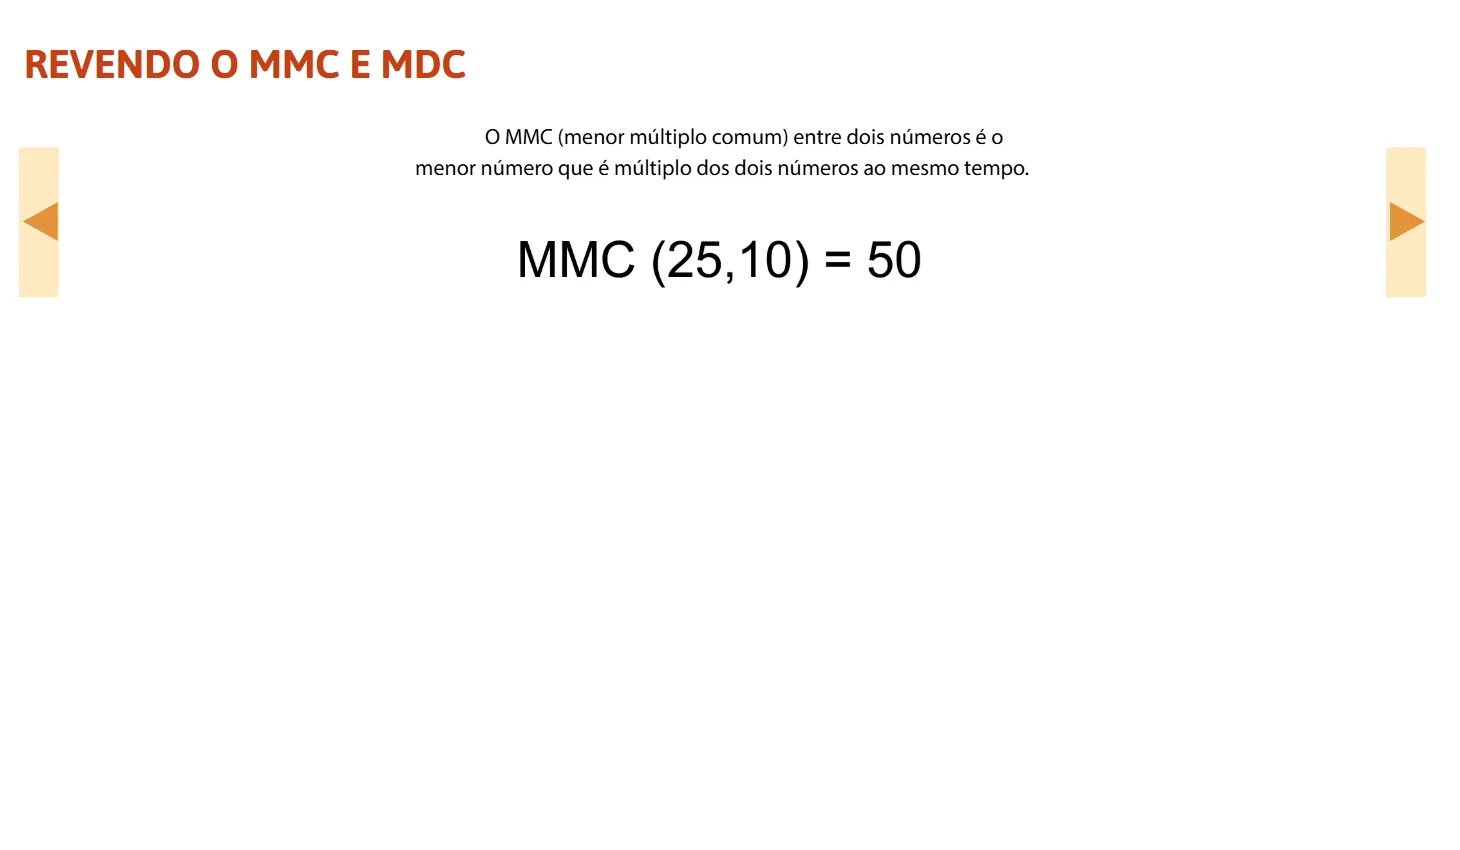 REVENDO O MMC E MDC
O MMC (menor múltiplo comum) entre dois números é o
menor número que é múltiplo dos dois números ao mesmo tempo.
MMC (25,10) = 50